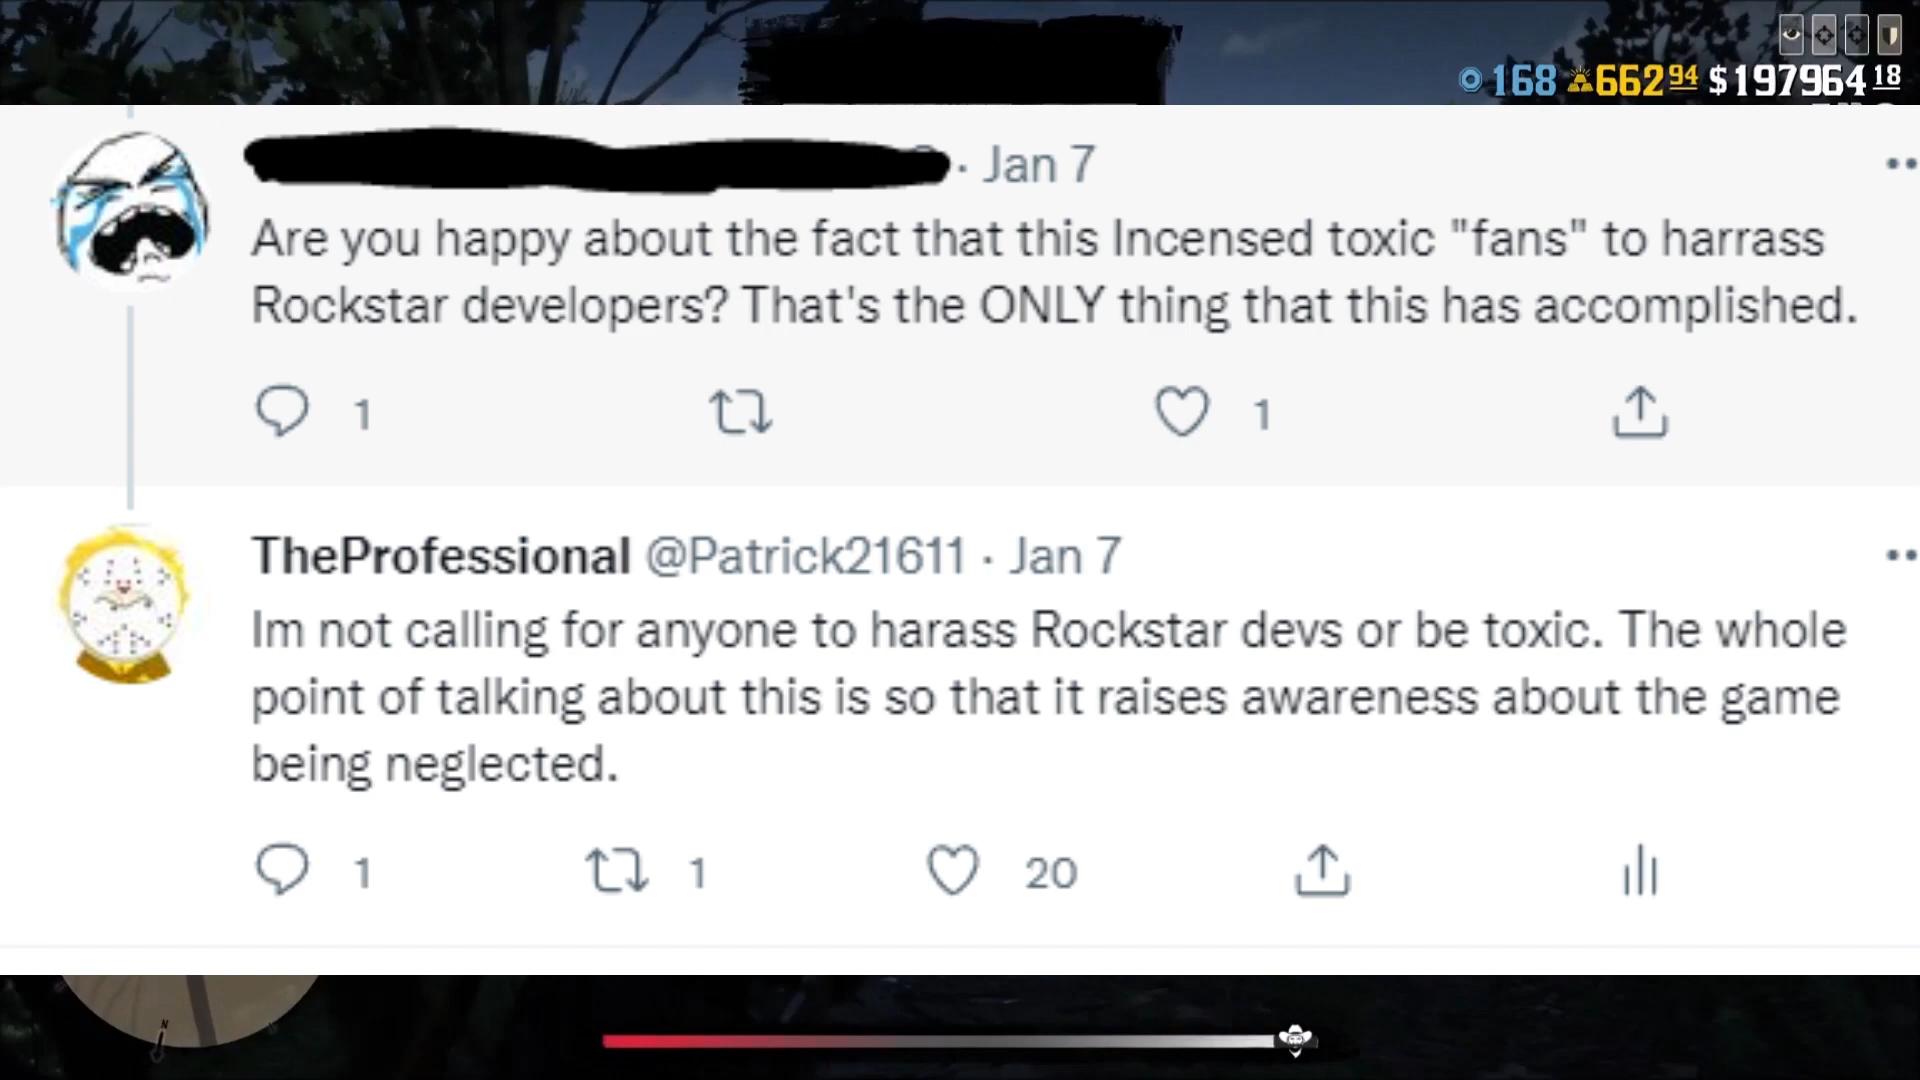 168 662 94 $197964 18
· Jan 7
Are you happy about the fact that this Incensed toxic "fans" to harrass
Rockstar developers? That's the ONLY thing that this has accomplished.
1 1
TheProfessional @Patrick21611 · Jan 7
Im not calling for anyone to harass Rockstar devs or be toxic. The whole
point of talking about this is so that it raises awareness about the game
being neglected.
1 1 20
N